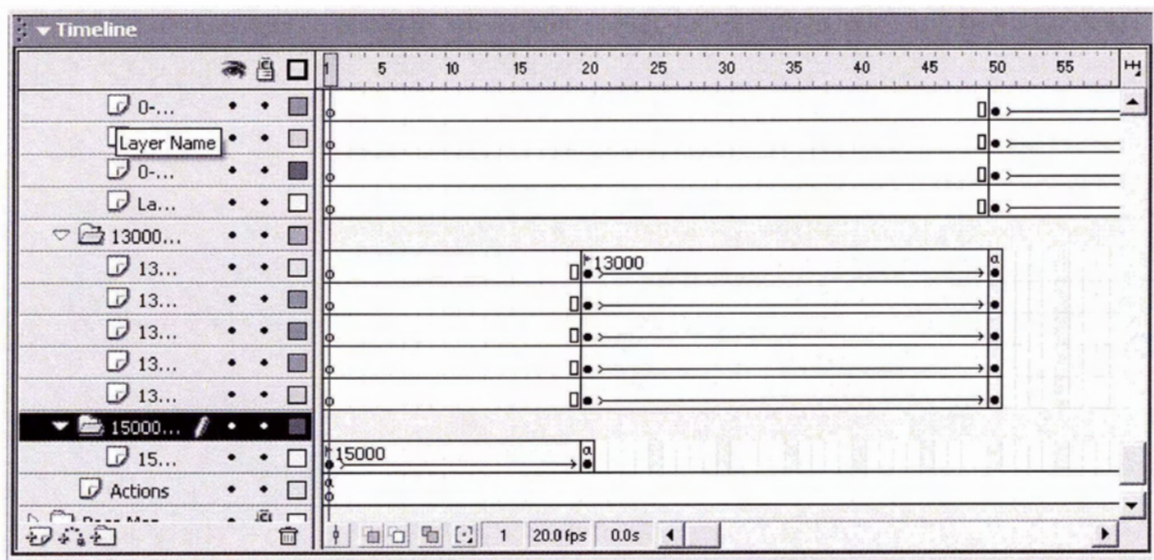 Timeline
1 5 10 15 20 25 30 35 40 45 50 55
0-...
Layer Name
0-...
La...
13000...
13... 13000 a
13...
13...
13...
13...
15000...
15... 15000 a
Actions a
1 20.0 fps 0.0s